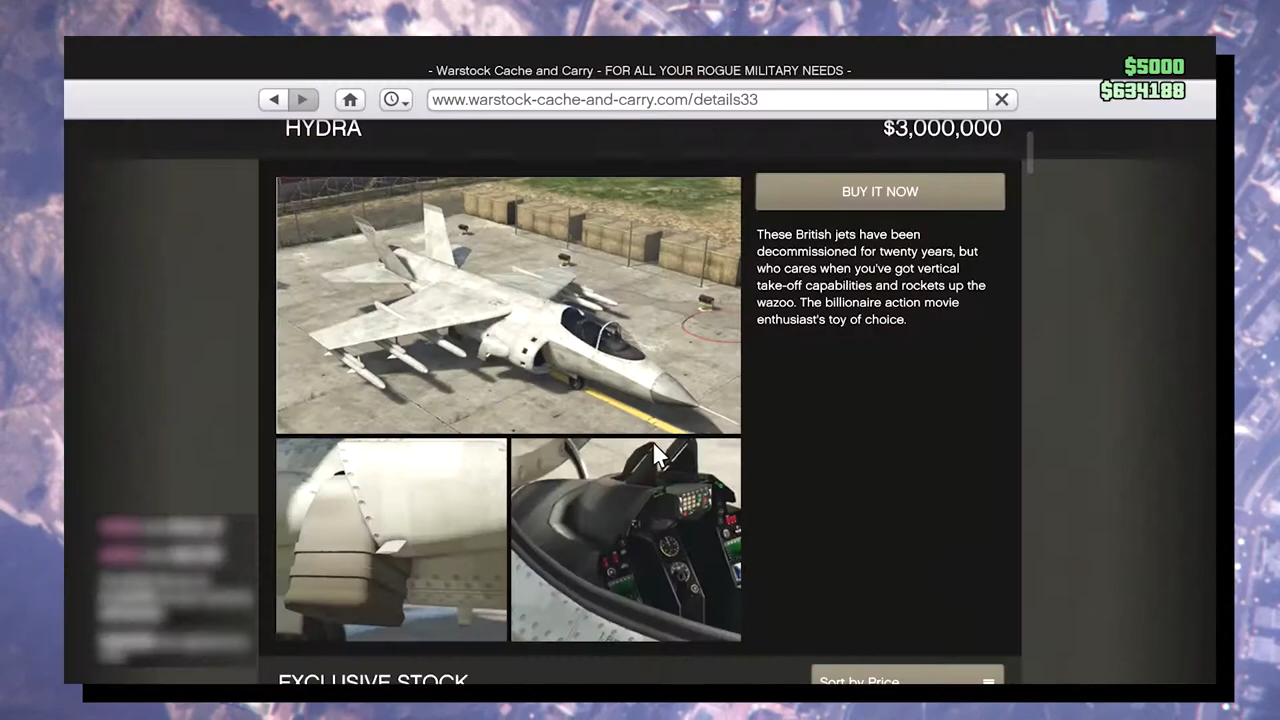 - Warstock Cache and Carry - FOR ALL YOUR ROGUE MILITARY NEEDS -
$5000
$634188
www.warstock-cache-and-carry.com/details33
HYDRA
$3,000,000
BUY IT NOW
These British jets have been
decommissioned for twenty years, but
who cares when you've got vertical
take-off capabilities and rockets up the
wazoo. The billionaire action movie
enthusiast's toy of choice.
EXCLUSIVE STOCK
Sort by Price